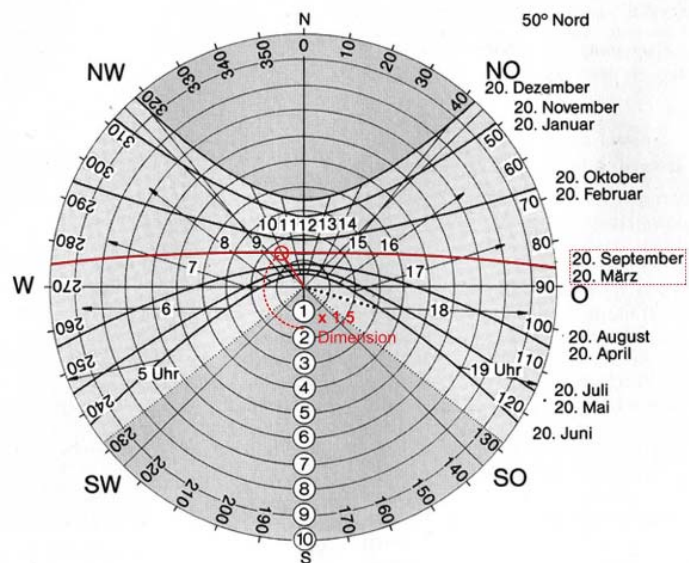 50º Nord
N
NW
NO
340
350
0
10
20
30
330
320
40
310
50
300
60
290
70
280
80
W
270
90
O
260
100
250
110
240
120
230
130
220
140
210
150
200
160
190
170
SW
SO
S
20. Dezember
20. November
20. Januar
20. Oktober
20. Februar
20. September
20. März
20. August
20. April
20. Juli
20. Mai
20. Juni
10 11 12 13 14
8 9 15 16
7 17
6 18
5 Uhr
19 Uhr
1
x 1.5
Dimension
2
3
4
5
6
7
8
9
10